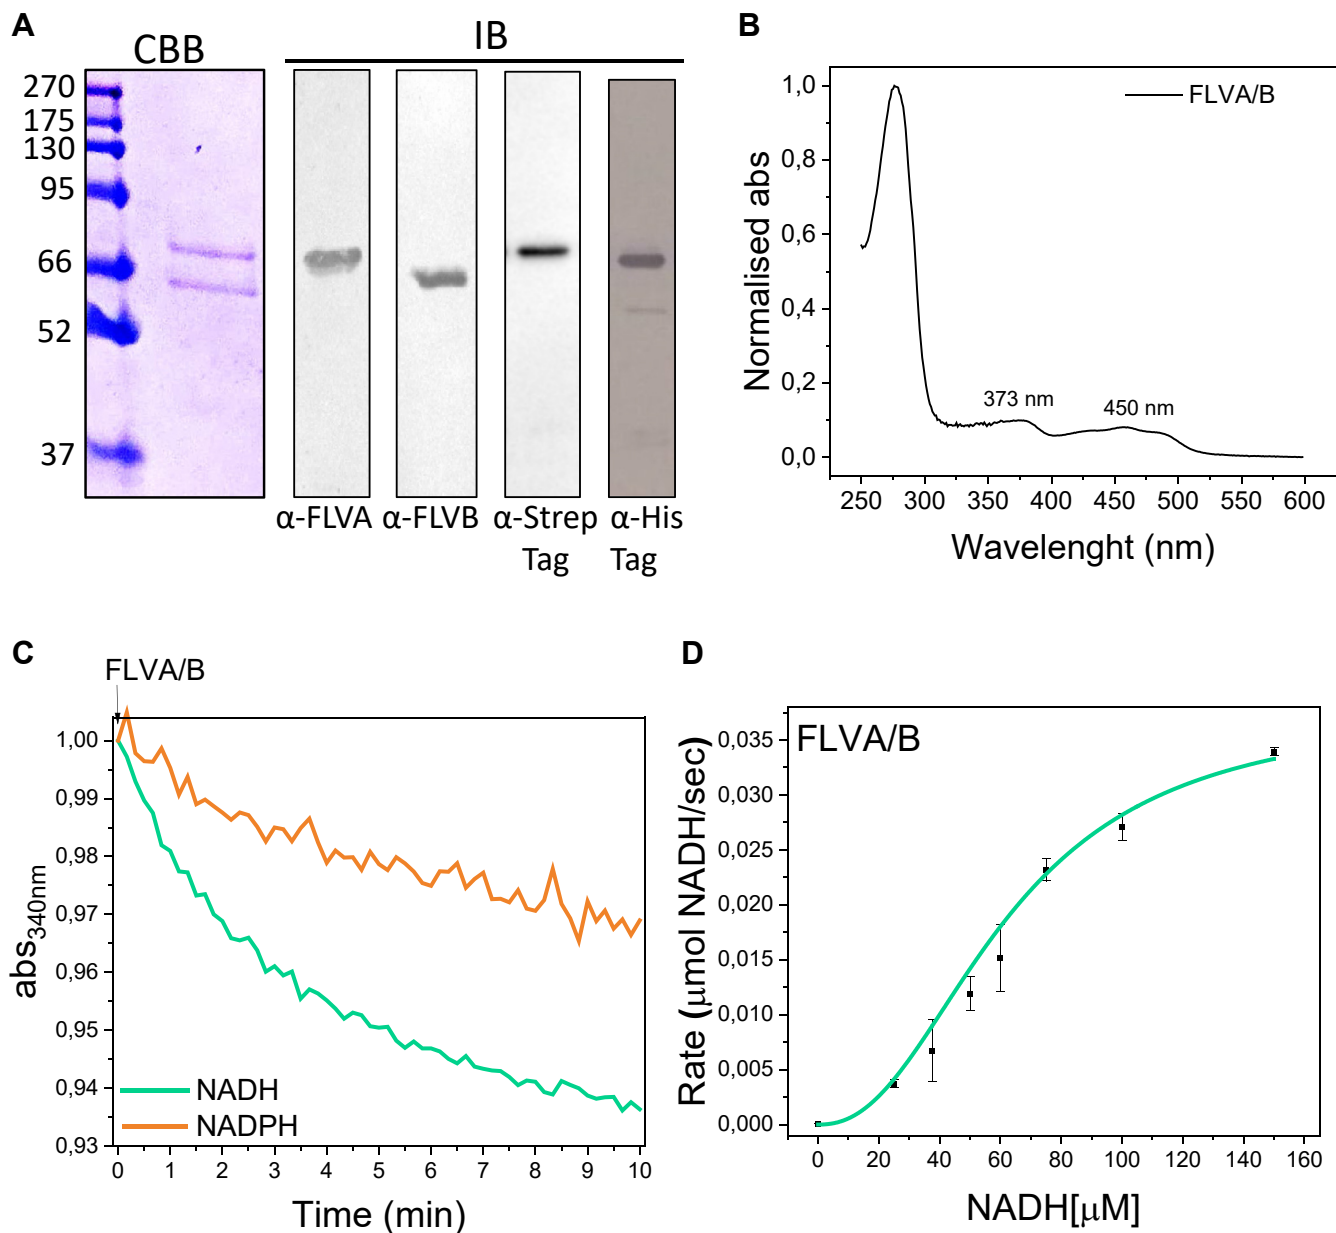 A
CBB
IB
270
175
130
95
66
52
37
α-FLVA
α-FLVB
α-Strep
Tag
α-His
Tag
B
FLVA/B
1,0
0,8
0,6
0,4
0,2
0,0
373 nm
450 nm
250 300 350 400 450 500 550 600
Normalised abs
Wavelenght (nm)
C
FLVA/B
1,00
0,99
0,98
0,97
0,96
0,95
0,94
0,93
NADH
NADPH
0 1 2 3 4 5 6 7 8 9 10
abs340nm
Time (min)
D
FLVA/B
0,035
0,030
0,025
0,020
0,015
0,010
0,005
0,000
0 20 40 60 80 100 120 140 160
Rate (μmol NADH/sec)
NADH[μM]